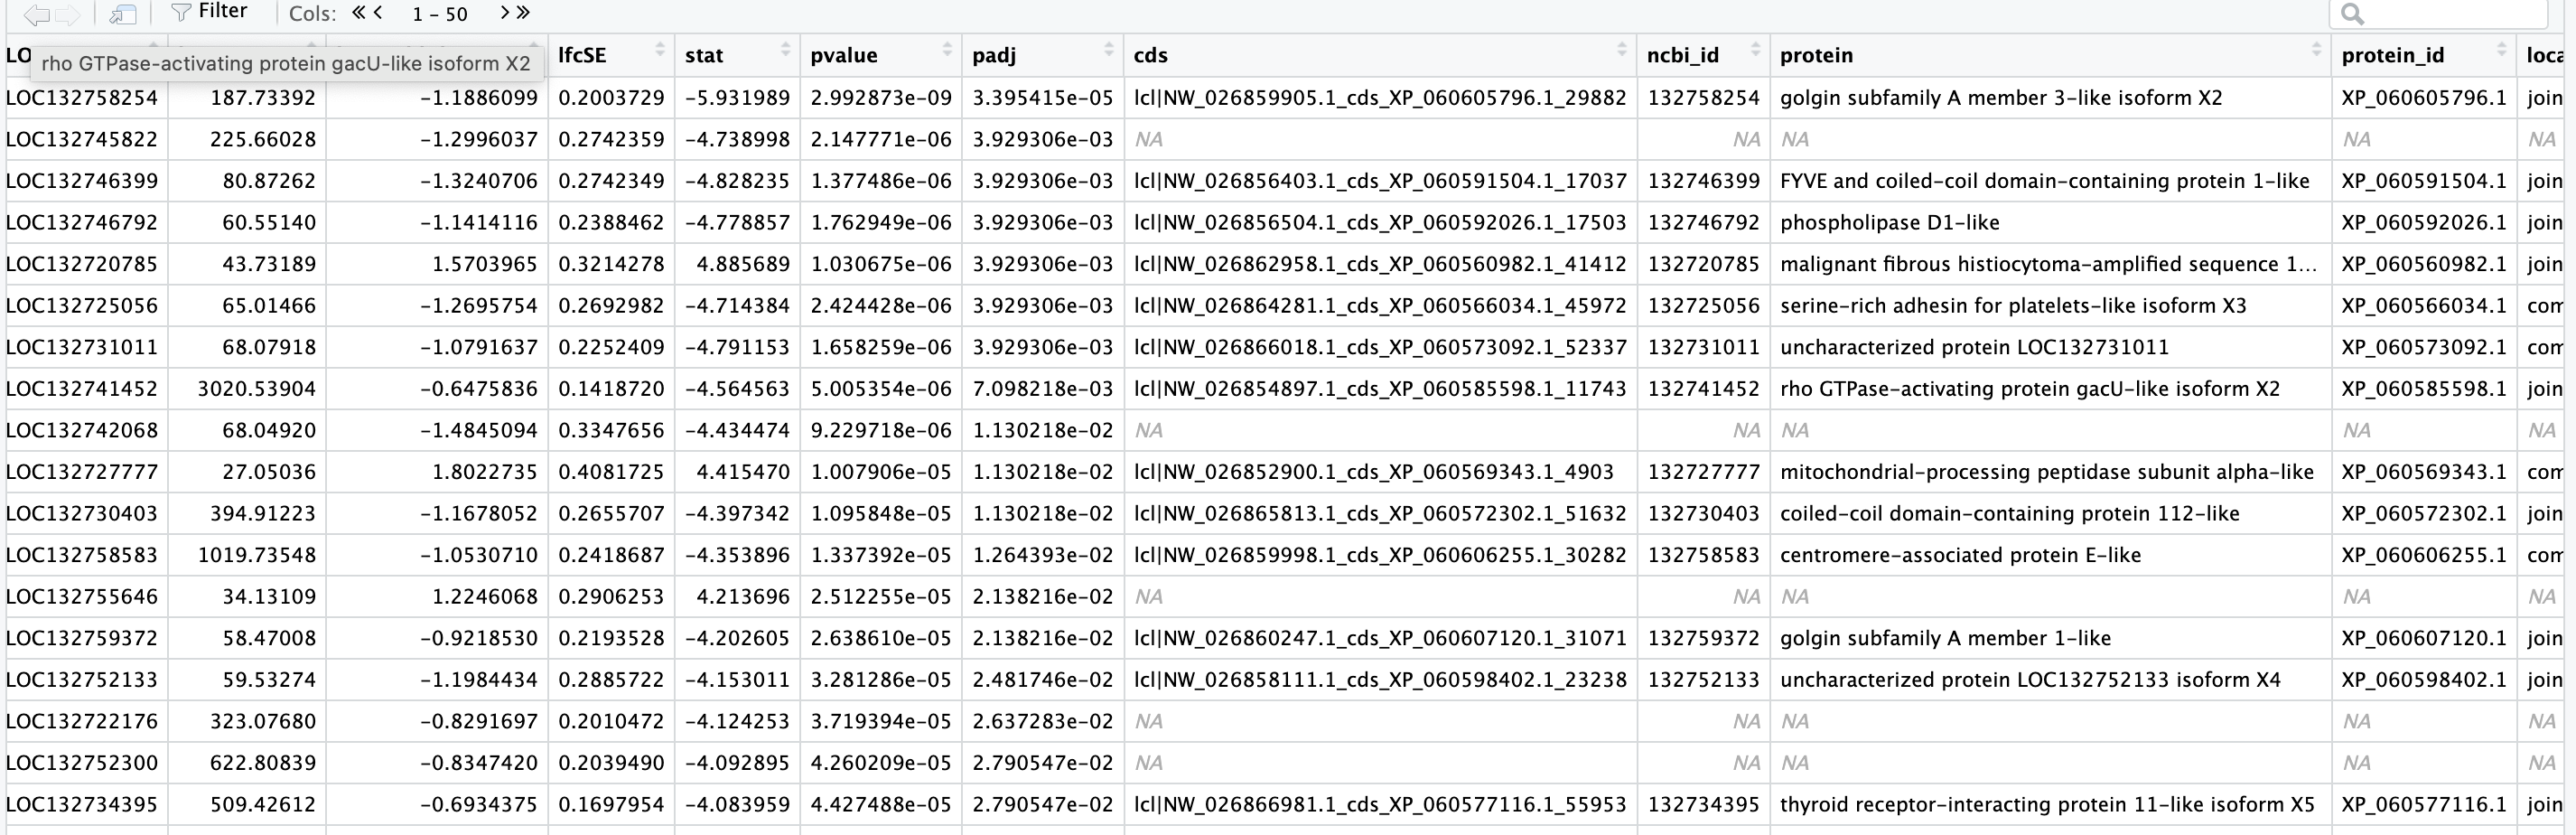 Filter Cols: 1 - 50
LO rho GTPase-activating protein gacU-like isoform X2 lfcSE stat pvalue padj cds ncbi_id protein protein_id loca
LOC132758254 187.73392 -1.1886099 0.2003729 -5.931989 2.992873e-09 3.395415e-05 lcl|NW_026859905.1_cds_XP_060605796.1_29882 132758254 golgin subfamily A member 3-like isoform X2 XP_060605796.1 join
LOC132745822 225.66028 -1.2996037 0.2742359 -4.738998 2.147771e-06 3.929306e-03 NA NA NA NA NA
LOC132746399 80.87262 -1.3240706 0.2742349 -4.828235 1.377486e-06 3.929306e-03 lcl|NW_026856403.1_cds_XP_060591504.1_17037 132746399 FYVE and coiled-coil domain-containing protein 1-like XP_060591504.1 join
LOC132746792 60.55140 -1.1414116 0.2388462 -4.778857 1.762949e-06 3.929306e-03 lcl|NW_026856504.1_cds_XP_060592026.1_17503 132746792 phospholipase D1-like XP_060592026.1 join
LOC132720785 43.73189 1.5703965 0.3214278 4.885689 1.030675e-06 3.929306e-03 lcl|NW_026862958.1_cds_XP_060560982.1_41412 132720785 malignant fibrous histiocytoma-amplified sequence 1... XP_060560982.1 join
LOC132725056 65.01466 -1.2695754 0.2692982 -4.714384 2.424428e-06 3.929306e-03 lcl|NW_026864281.1_cds_XP_060566034.1_45972 132725056 serine-rich adhesin for platelets-like isoform X3 XP_060566034.1 com
LOC132731011 68.07918 -1.0791637 0.2252409 -4.791153 1.658259e-06 3.929306e-03 lcl|NW_026866018.1_cds_XP_060573092.1_52337 132731011 uncharacterized protein LOC132731011 XP_060573092.1 com
LOC132741452 3020.53904 -0.6475836 0.1418720 -4.564563 5.005354e-06 7.098218e-03 lcl|NW_026854897.1_cds_XP_060585598.1_11743 132741452 rho GTPase-activating protein gacU-like isoform X2 XP_060585598.1 join
LOC132742068 68.04920 -1.4845094 0.3347656 -4.434474 9.229718e-06 1.130218e-02 NA NA NA NA NA
LOC132727777 27.05036 1.8022735 0.4081725 4.415470 1.007906e-05 1.130218e-02 lcl|NW_026852900.1_cds_XP_060569343.1_4903 132727777 mitochondrial-processing peptidase subunit alpha-like XP_060569343.1 com
LOC132730403 394.91223 -1.1678052 0.2655707 -4.397342 1.095848e-05 1.130218e-02 lcl|NW_026865813.1_cds_XP_060572302.1_51632 132730403 coiled-coil domain-containing protein 112-like XP_060572302.1 join
LOC132758583 1019.73548 -1.0530710 0.2418687 -4.353896 1.337392e-05 1.264393e-02 lcl|NW_026859998.1_cds_XP_060606255.1_30282 132758583 centromere-associated protein E-like XP_060606255.1 com
LOC132755646 34.13109 1.2246068 0.2906253 4.213696 2.512255e-05 2.138216e-02 NA NA NA NA NA
LOC132759372 58.47008 -0.9218530 0.2193528 -4.202605 2.638610e-05 2.138216e-02 lcl|NW_026860247.1_cds_XP_060607120.1_31071 132759372 golgin subfamily A member 1-like XP_060607120.1 join
LOC132752133 59.53274 -1.1984434 0.2885722 -4.153011 3.281286e-05 2.481746e-02 lcl|NW_026858111.1_cds_XP_060598402.1_23238 132752133 uncharacterized protein LOC132752133 isoform X4 XP_060598402.1 join
LOC132722176 323.07680 -0.8291697 0.2010472 -4.124253 3.719394e-05 2.637283e-02 NA NA NA NA NA
LOC132752300 622.80839 -0.8347420 0.2039490 -4.092895 4.260209e-05 2.790547e-02 NA NA NA NA NA
LOC132734395 509.42612 -0.6934375 0.1697954 -4.083959 4.427488e-05 2.790547e-02 lcl|NW_026866981.1_cds_XP_060577116.1_55953 132734395 thyroid receptor-interacting protein 11-like isoform X5 XP_060577116.1 join